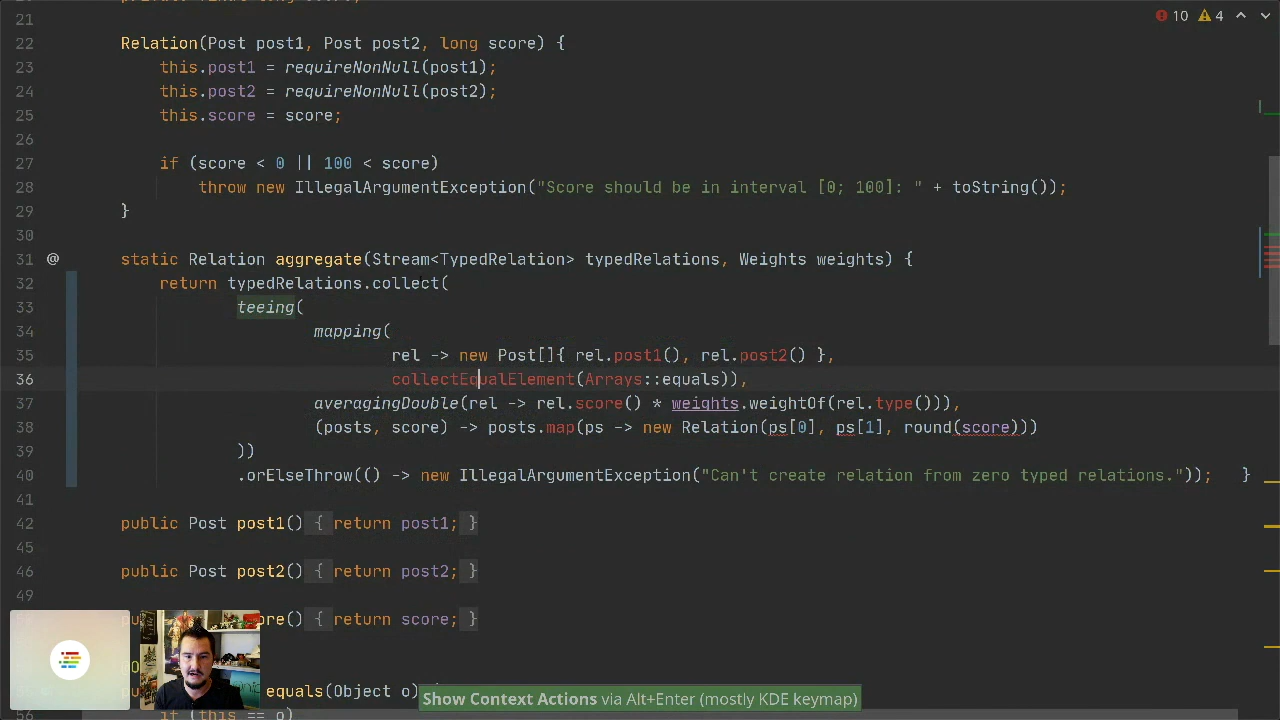 21
10 4
22 Relation(Post post1, Post post2, long score) {
23 this.post1 = requireNonNull(post1);
24 this.post2 = requireNonNull(post2);
25 this.score = score;
26
27 if (score < 0 || 100 < score)
28 throw new IllegalArgumentException("Score should be in interval [0; 100]: " + toString());
29 }
30
31 @ static Relation aggregate(Stream<TypedRelation> typedRelations, Weights weights) {
32 return typedRelations.collect(
33 teeing(
34 mapping(
35 rel -> new Post[]{ rel.post1(), rel.post2() },
36 collectEqualElement(Arrays::equals)),
37 averagingDouble(rel -> rel.score() * weights.weightOf(rel.type())),
38 (posts, score) -> posts.map(ps -> new Relation(ps[0], ps[1], round(score)))
39 ))
40 .orElseThrow(() -> new IllegalArgumentException("Can't create relation from zero typed relations.")); }
41
42 public Post post1() { return post1; }
45
46 public Post post2() { return post2; }
49
ore() { return score; }
equals(Object o)
Show Context Actions via Alt+Enter (mostly KDE keymap)
56 if (this == o)